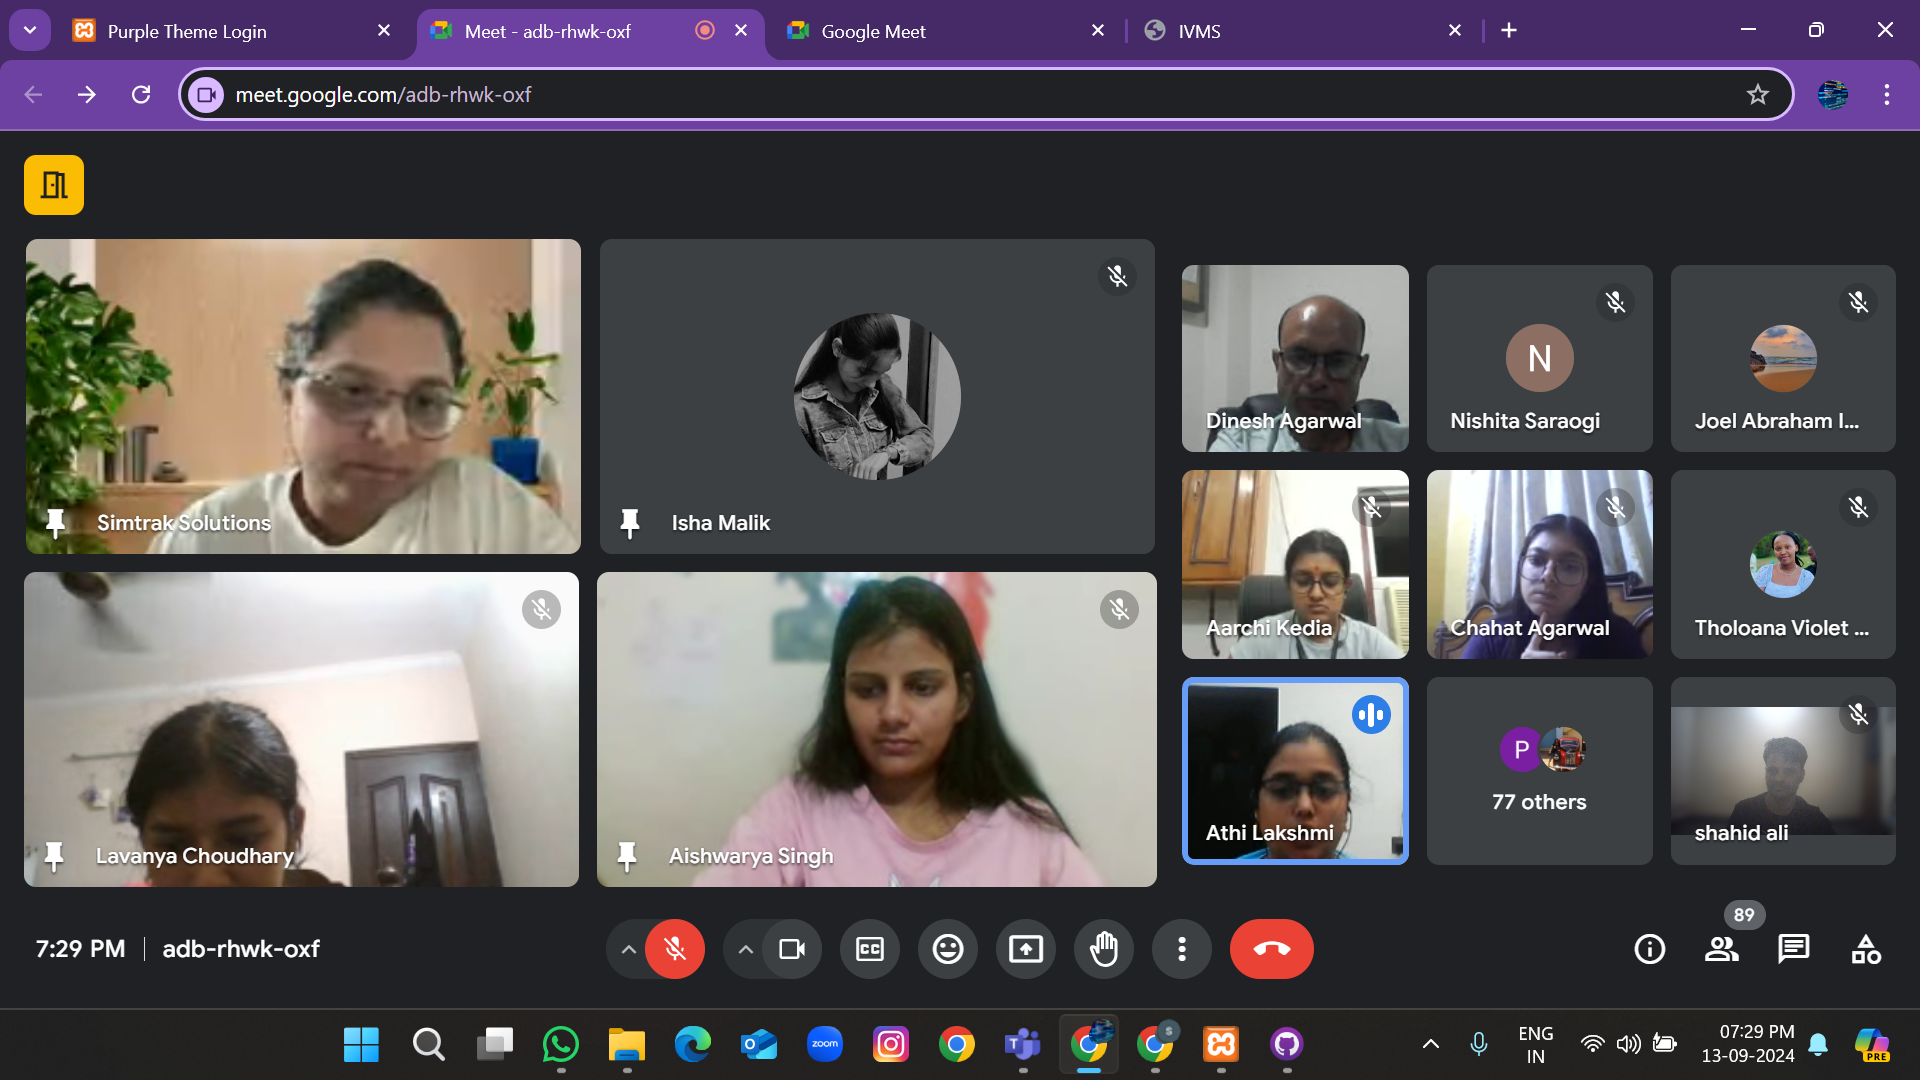 Purple Theme Login
Meet - adb-rhwk-oxf
Google Meet
IVMS
meet.google.com/adb-rhwk-oxf
Simtrak Solutions
Isha Malik
Dinesh Agarwal
N
Nishita Saraogi
Joel Abraham I...
Aarchi Kedia
Chahat Agarwal
Tholoana Violet ...
Lavanya Choudhary
Aishwarya Singh
Athi Lakshmi
P
77 others
shahid ali
7:29 PM
adb-rhwk-oxf
CC
89
zoom
ENG
IN
07:29 PM
13-09-2024
PRE